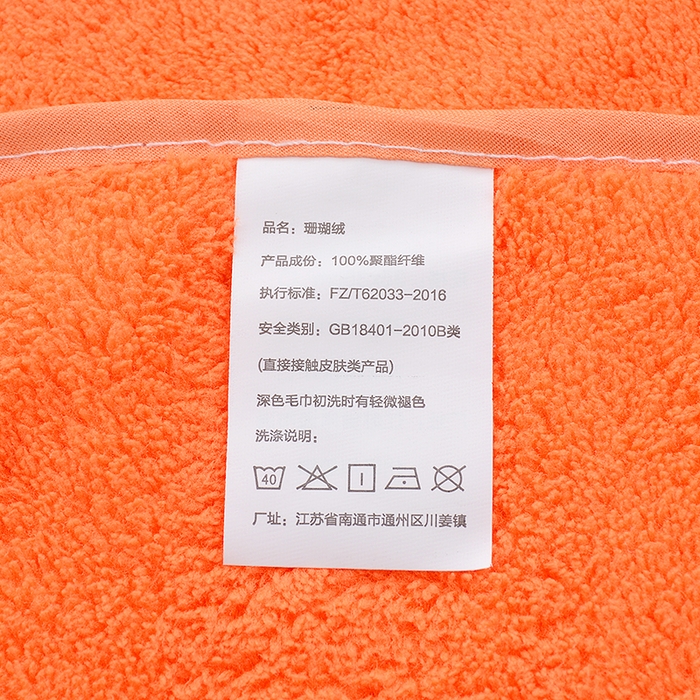 品名：珊瑚绒
产品成份：100%聚酯纤维
执行标准：FZ/T62033-2016
安全类别：GB18401-2010B类
(直接接触皮肤类产品)
深色毛巾初洗时有轻微褪色
洗涤说明：
40
厂址：江苏省南通市通州区川姜镇